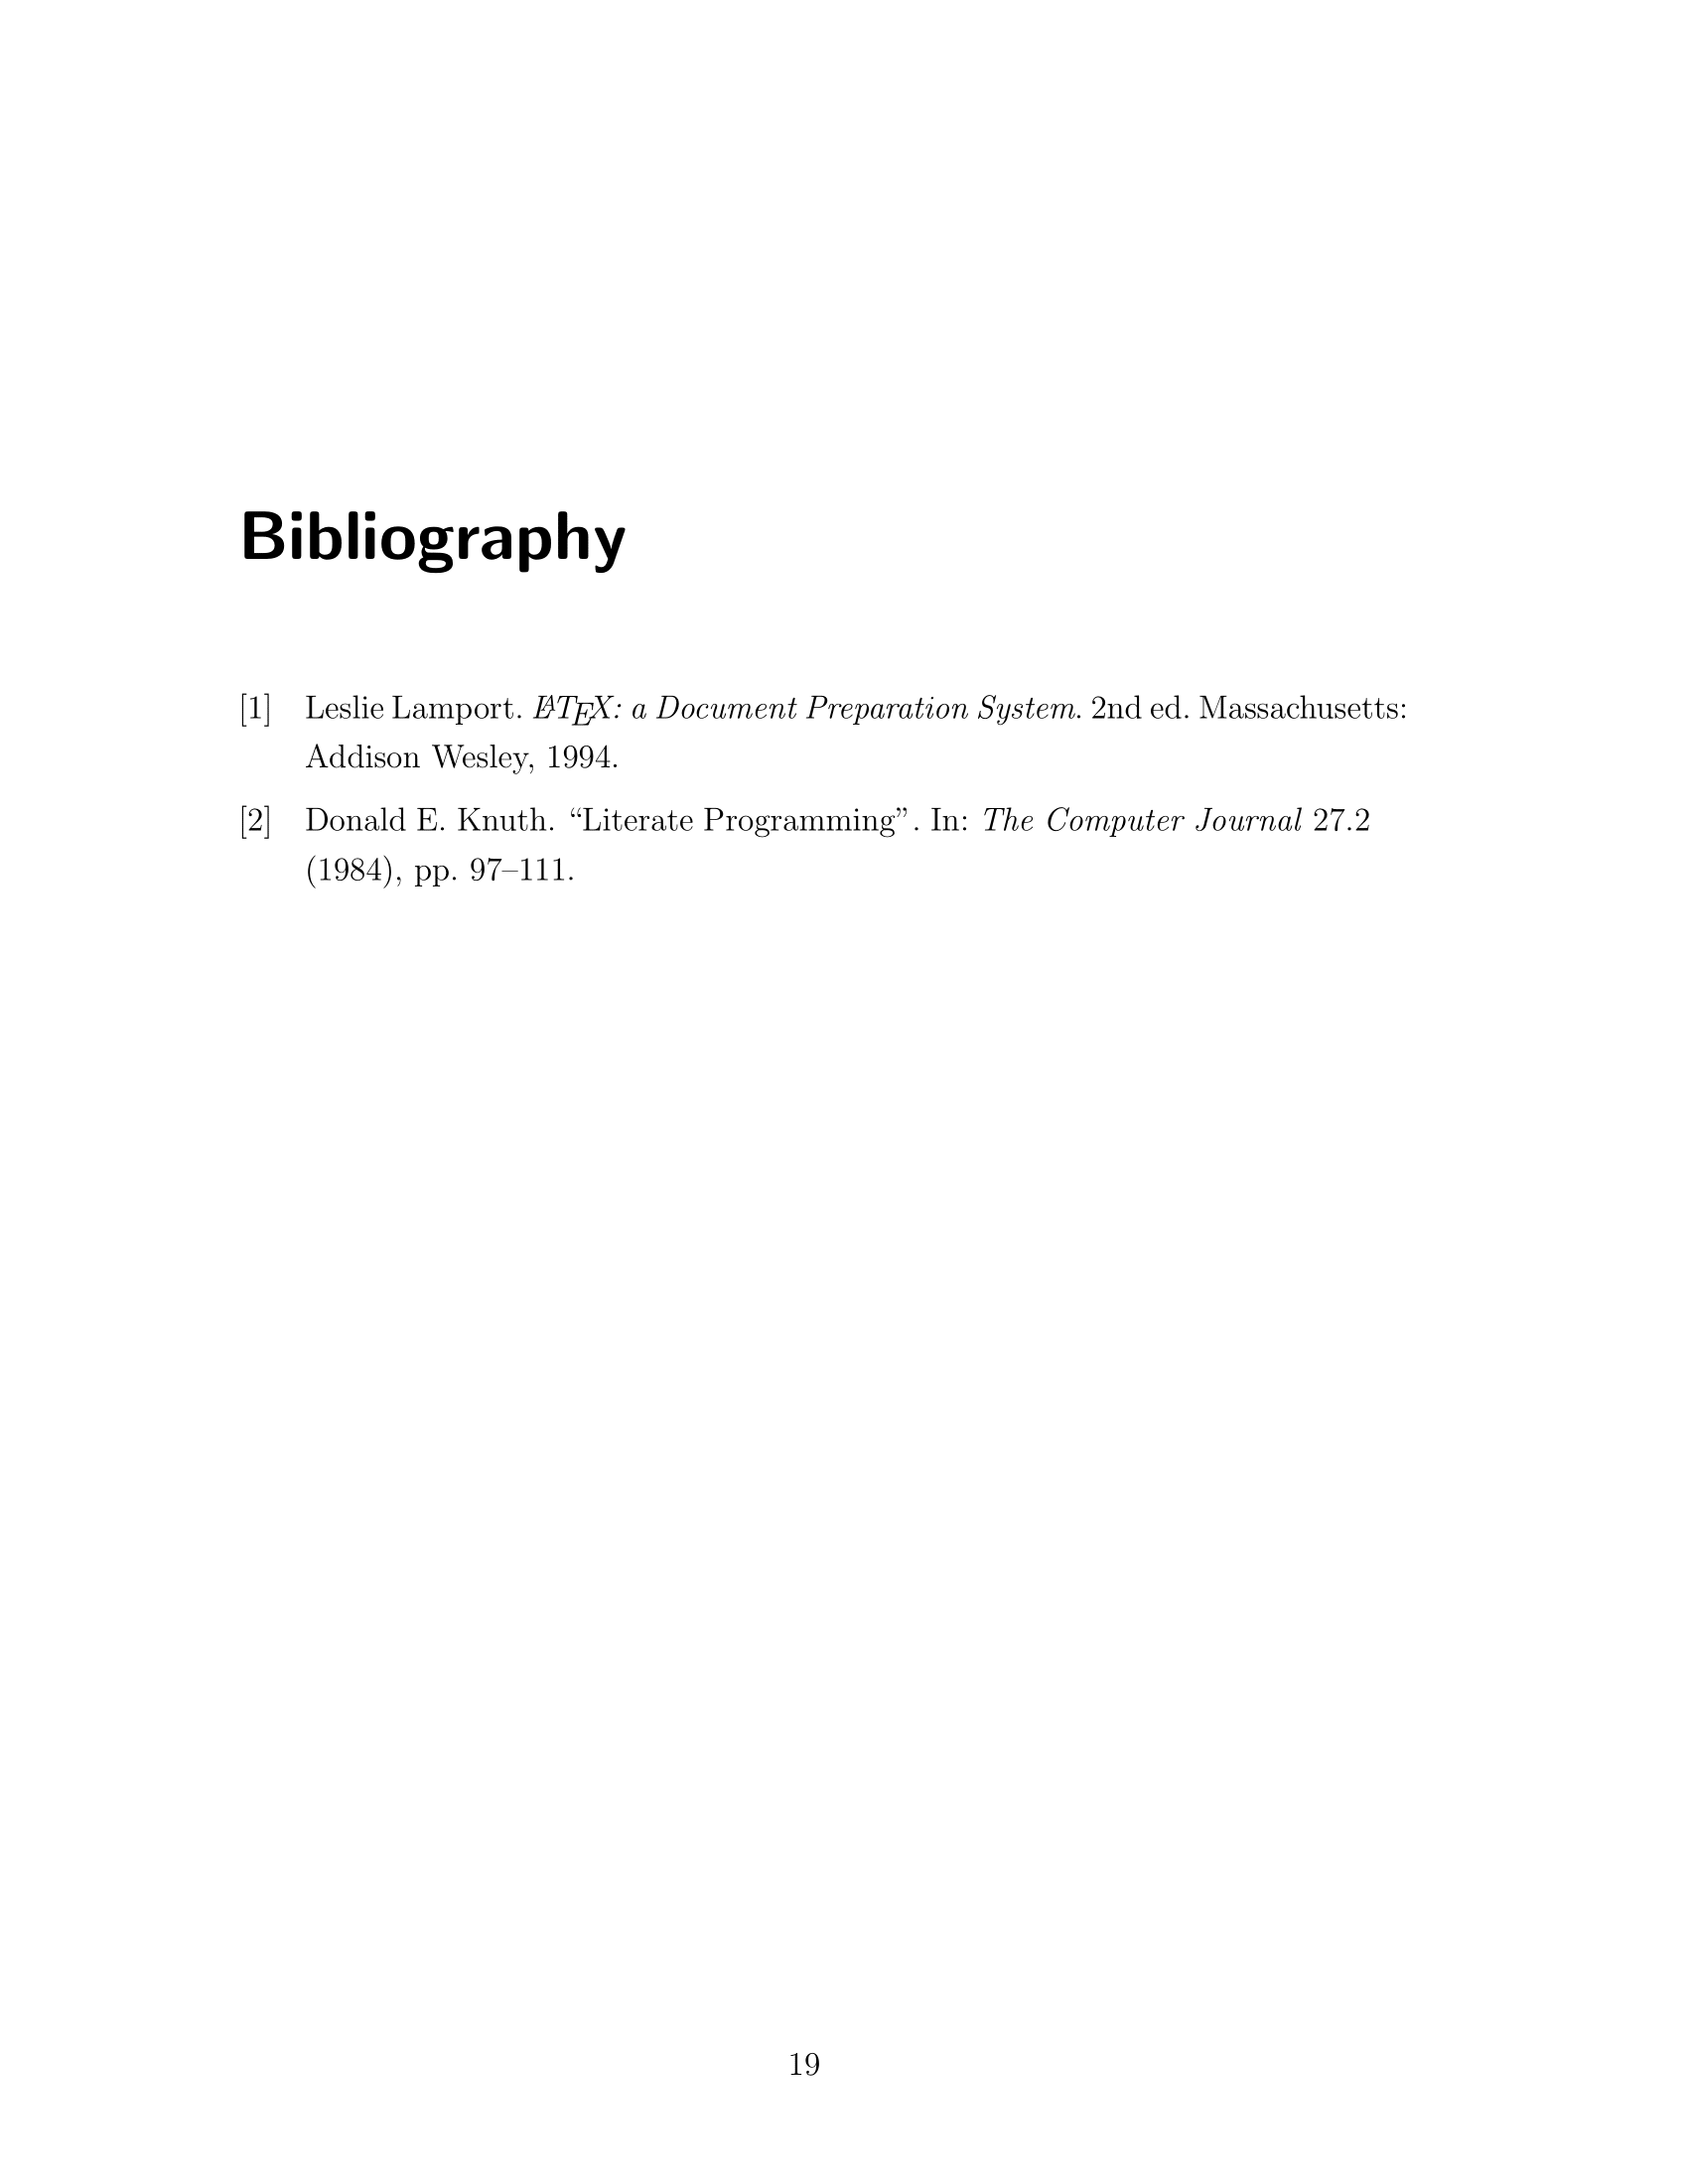 Bibliography
[1] Leslie Lamport. LATEX: a Document Preparation System. 2nd ed. Massachusetts:
Addison Wesley, 1994.
[2] Donald E. Knuth. “Literate Programming”. In: The Computer Journal 27.2
(1984), pp. 97–111.
19